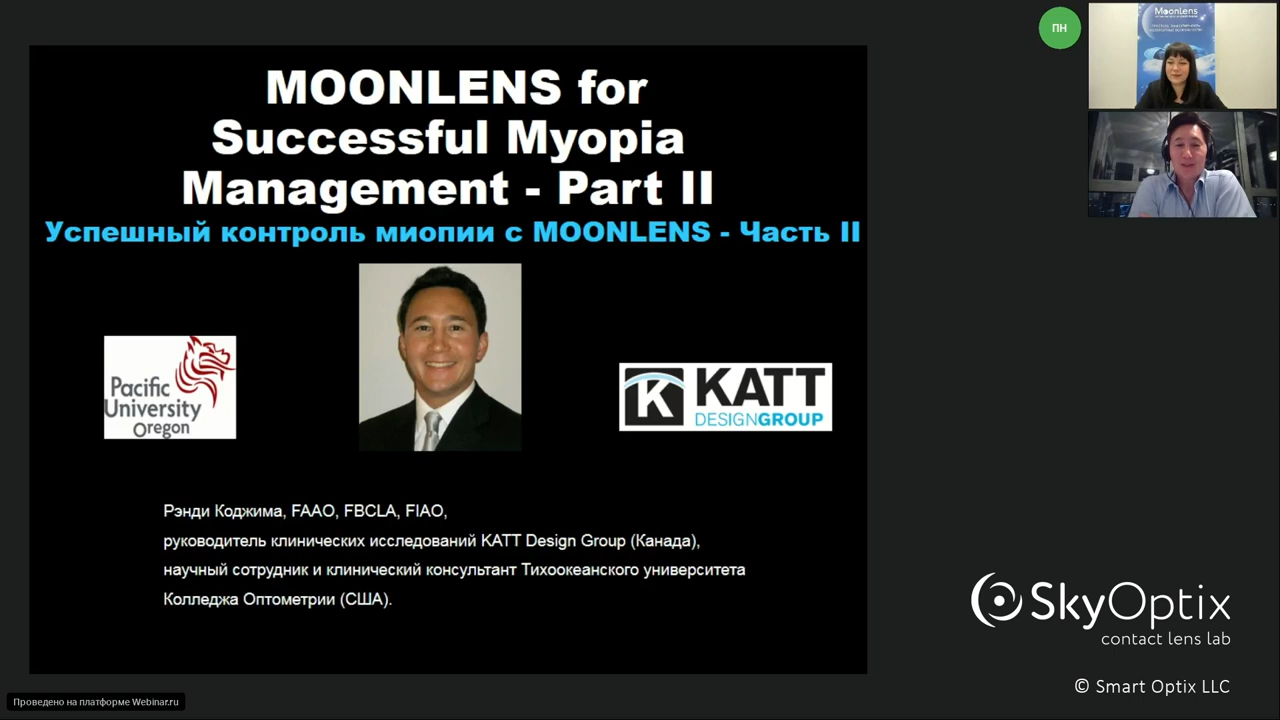 MOONLENS for
Successful Myopia
Management - Part II
Успешный контроль миопии с MOONLENS - Часть II
Pacific
University
Oregon
K KATT
DESIGNGROUP
Рэнди Коджима, FAAO, FBCLA, FIAO,
руководитель клинических исследований KATT Design Group (Канада),
научный сотрудник и клинический консультант Тихоокеанского университета
Колледжа Оптометрии (США).
ПН
MoonLens
SkyOptix
contact lens lab
© Smart Optix LLC
Проведено на платформе Webinar.ru